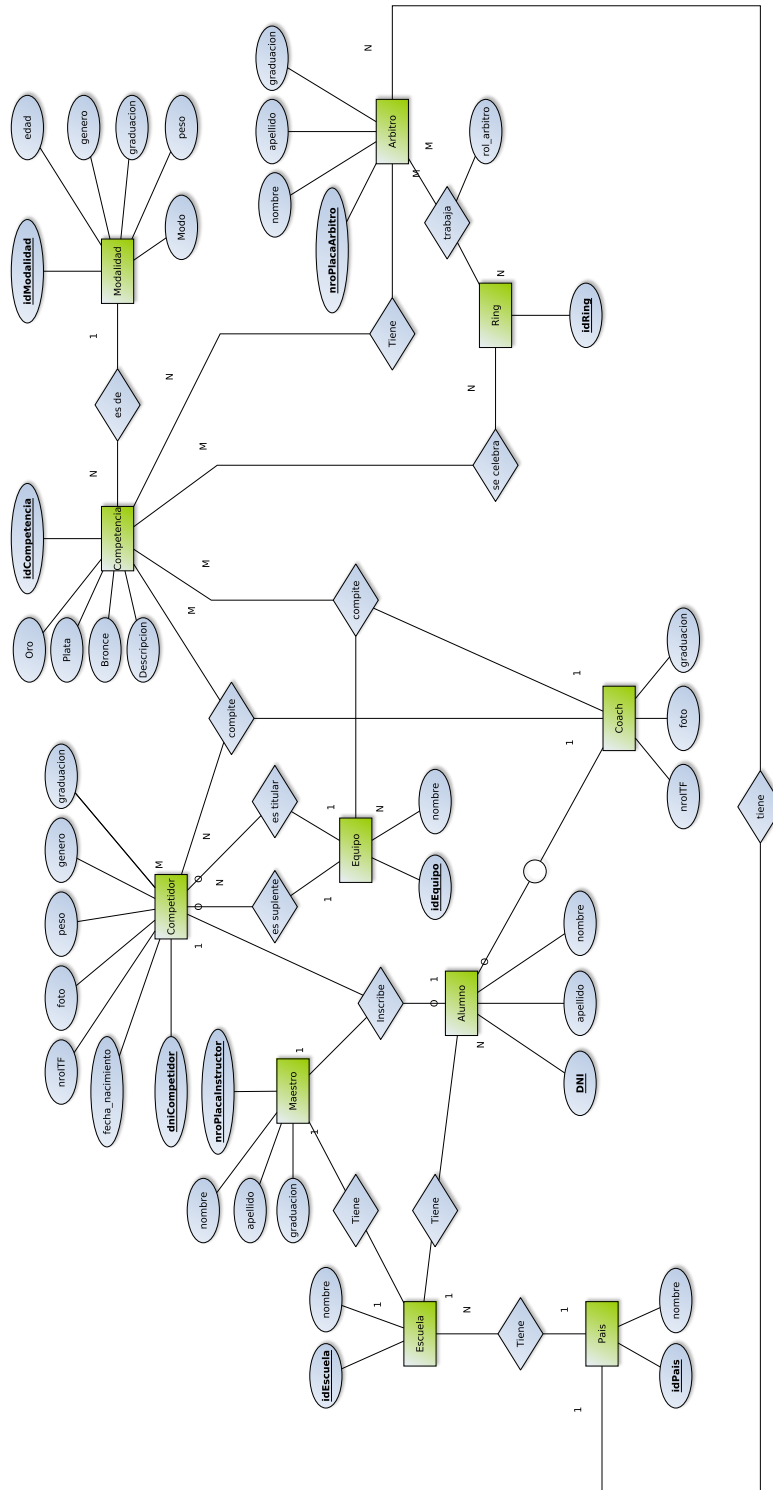 Oro
idCompetencia
idModalidad
edad
nroITF
foto
peso
genero
graduacion
Plata
genero
N
1
fecha_nacimiento
Bronce
Competencia
es de
Modalidad
graduacion
Descripcion
M
N
dniCompetidor
Competidor
Modo
peso
M
1
O
O
nombre
N
M
M
nroPlacaInstructor
N
compite
apellido
graduacion
Maestro
1
es suplente
es titular
nombre
apellido
graduacion
1
idEscuela
nombre
1
1
nroPlacaArbitro
Tiene
Inscribe
Equipo
compite
1
N
Tiene
Arbitro
N
Escuela
Tiene
O
1
idEquipo
nombre
M
M
1
N
Alumno
N
O
trabaja
rol_arbitro
N
se celebra
Ring
N
Tiene
1
1
1
1
DNI
apellido
nombre
idRing
Pais
Coach
idPais
nombre
nroITF
foto
graduacion
tiene